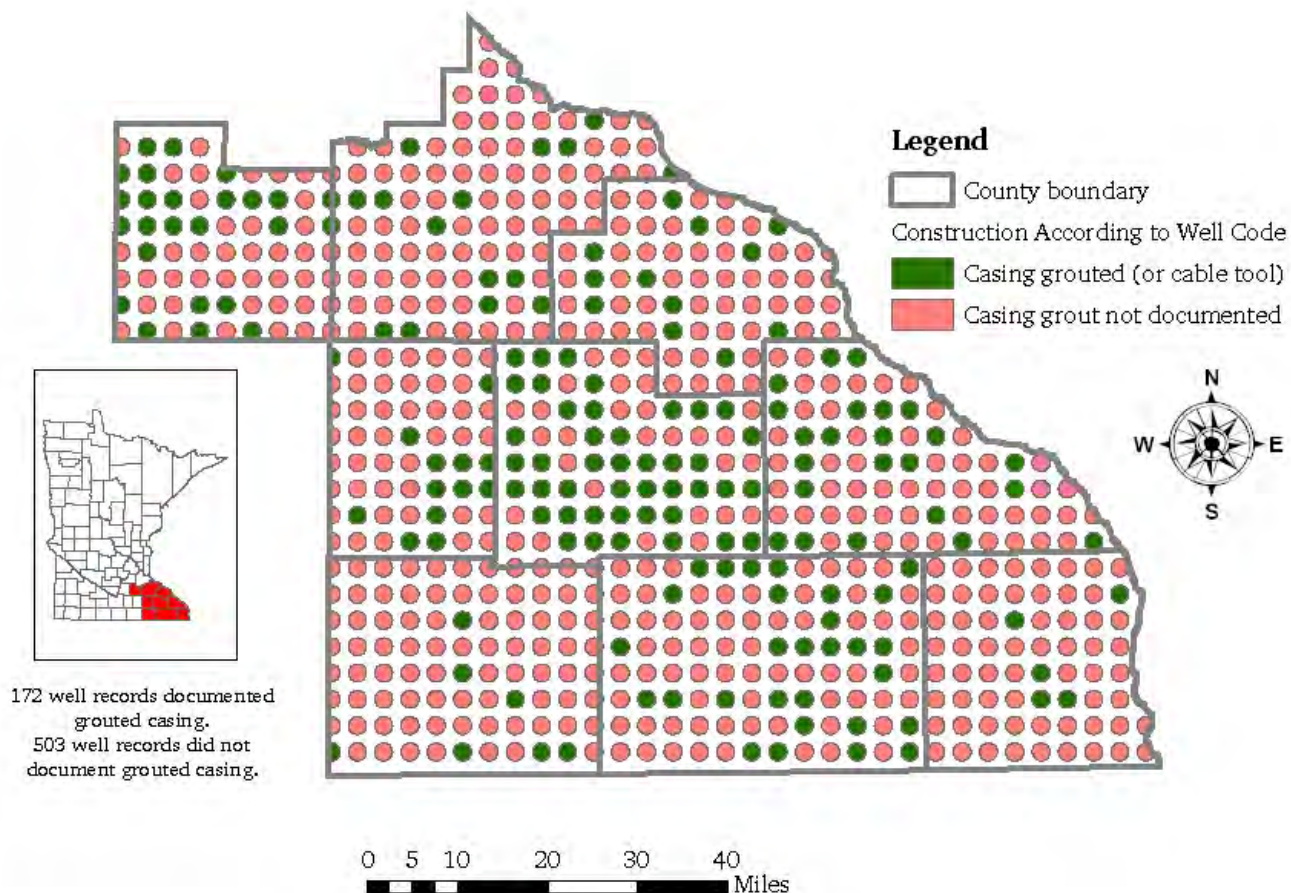 Legend
County boundary
Construction According to Well Code
Casing grouted (or cable tool)
Casing grout not documented
N
W E
S
172 well records documented
grouted casing.
503 well records did not
document grouted casing.
0 5 10 20 30 40
Miles